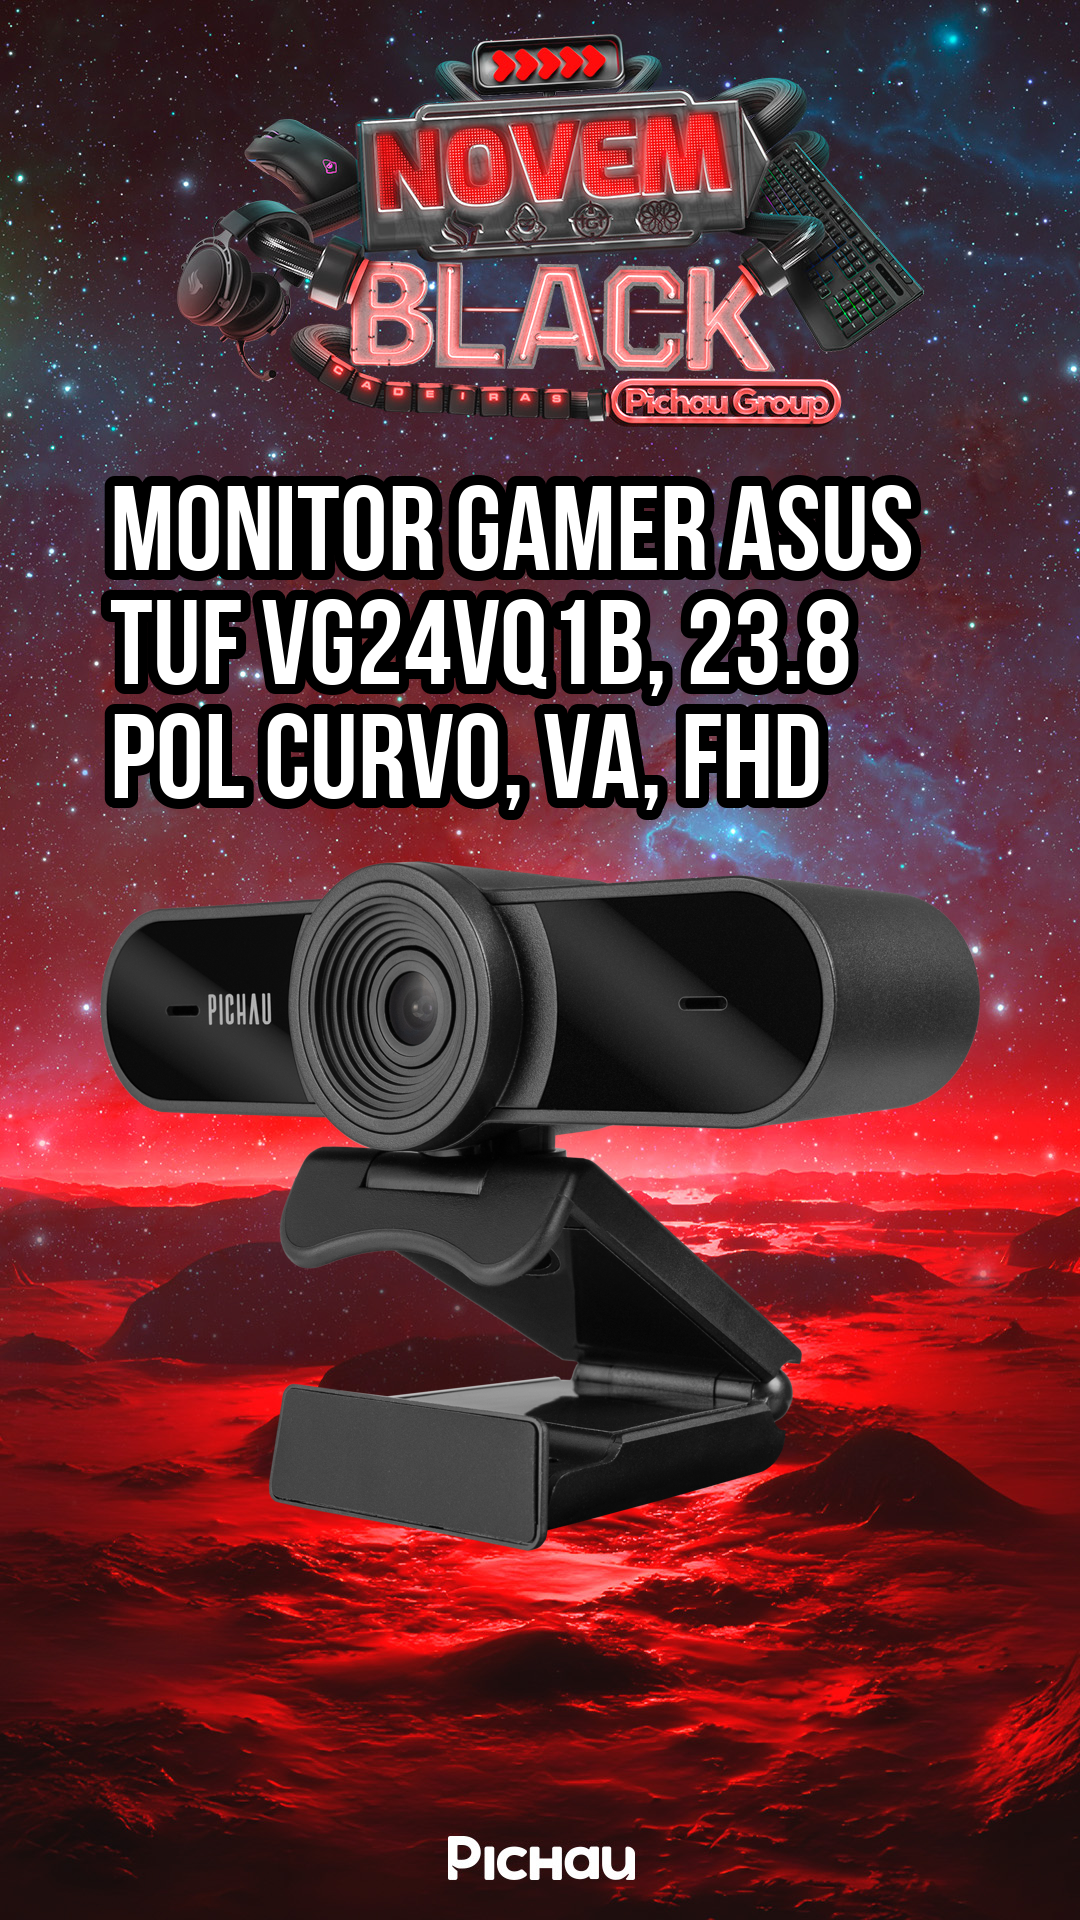 NOVEM
BLACK
CADEIRAS
Pichau Group
MONITOR GAMER ASUS
TUF VG24VQ1B, 23.8
POL CURVO, VA, FHD
PICHAU
PICHAU